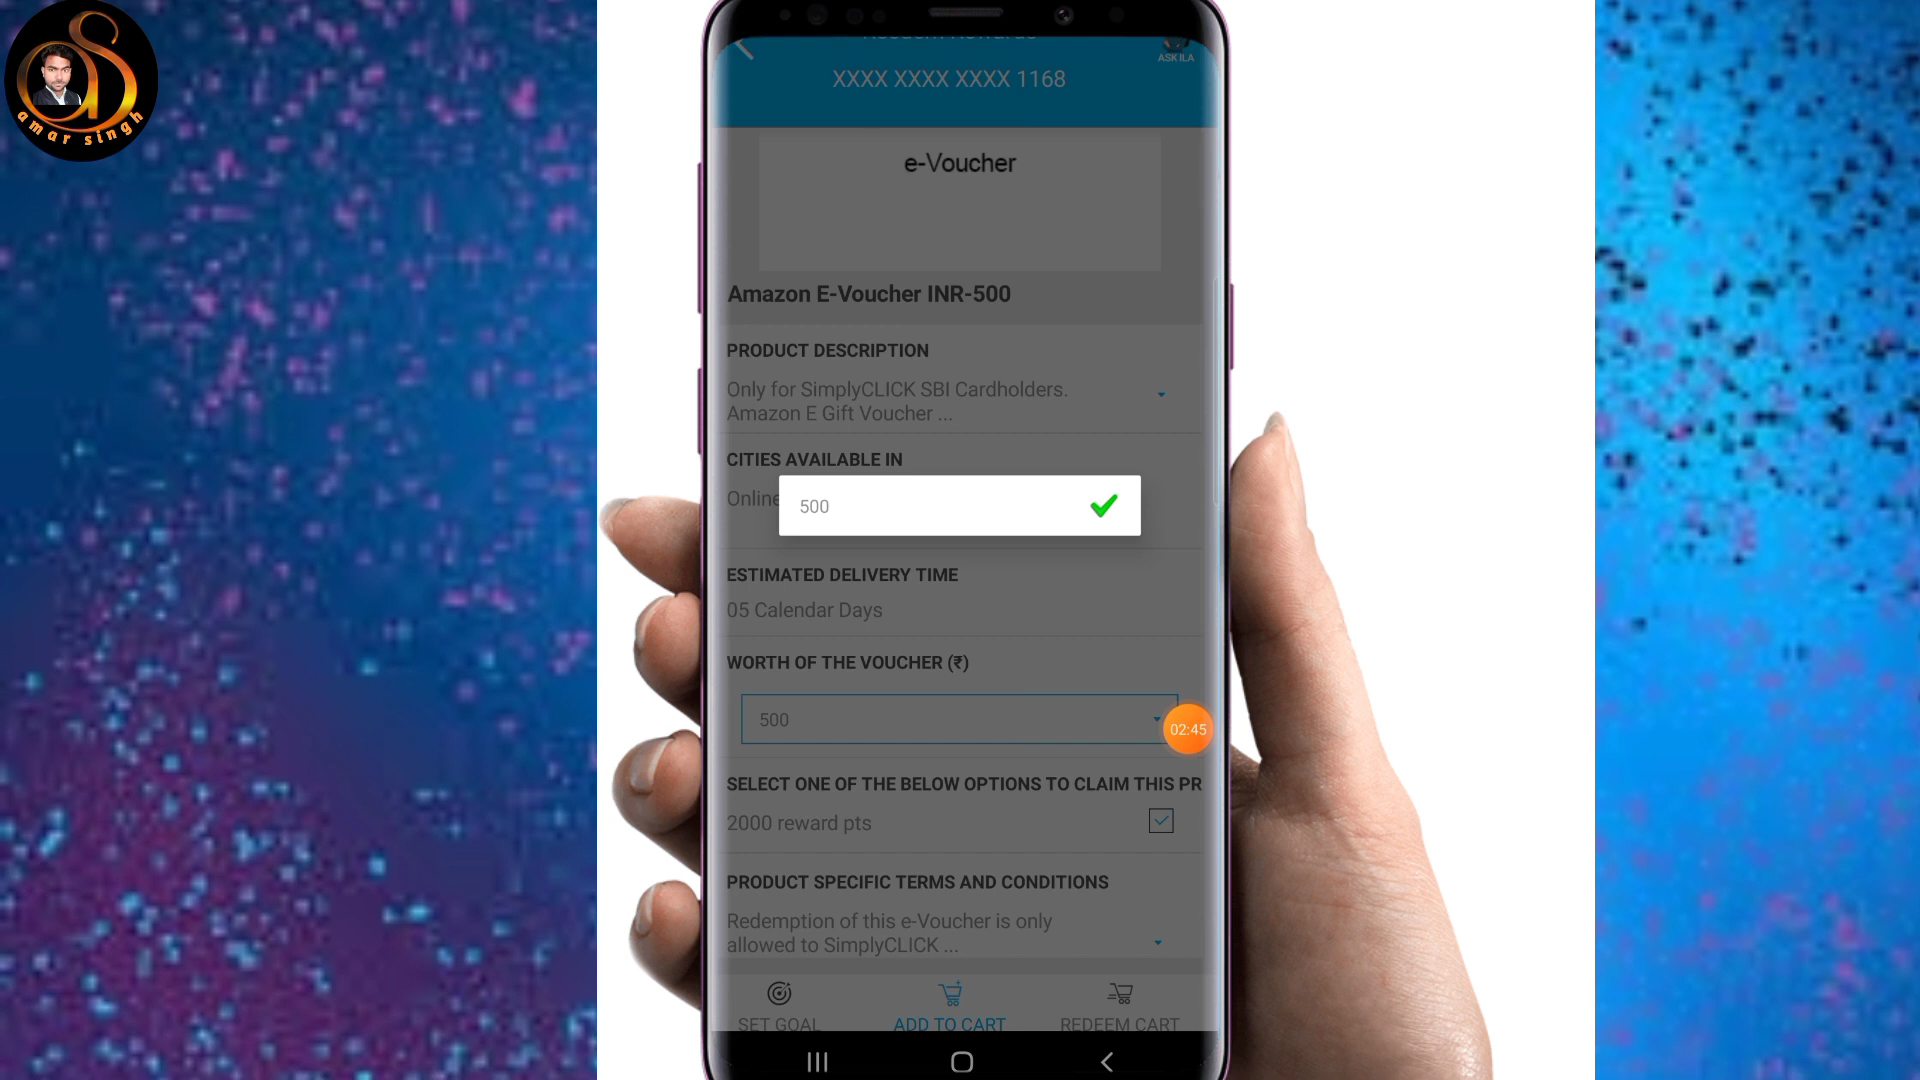 amar singh
ASK ILA
XXXX XXXX XXXX 1168
e-Voucher
Amazon E-Voucher INR-500
PRODUCT DESCRIPTION
Only for SimplyCLICK SBI Cardholders.
Amazon E Gift Voucher ...
CITIES AVAILABLE IN
Online
500
ESTIMATED DELIVERY TIME
05 Calendar Days
WORTH OF THE VOUCHER (₹)
500
02:45
SELECT ONE OF THE BELOW OPTIONS TO CLAIM THIS PR
2000 reward pts
PRODUCT SPECIFIC TERMS AND CONDITIONS
Redemption of this e-Voucher is only
allowed to SimplyCLICK ...
SET GOAL
ADD TO CART
REDEEM CART